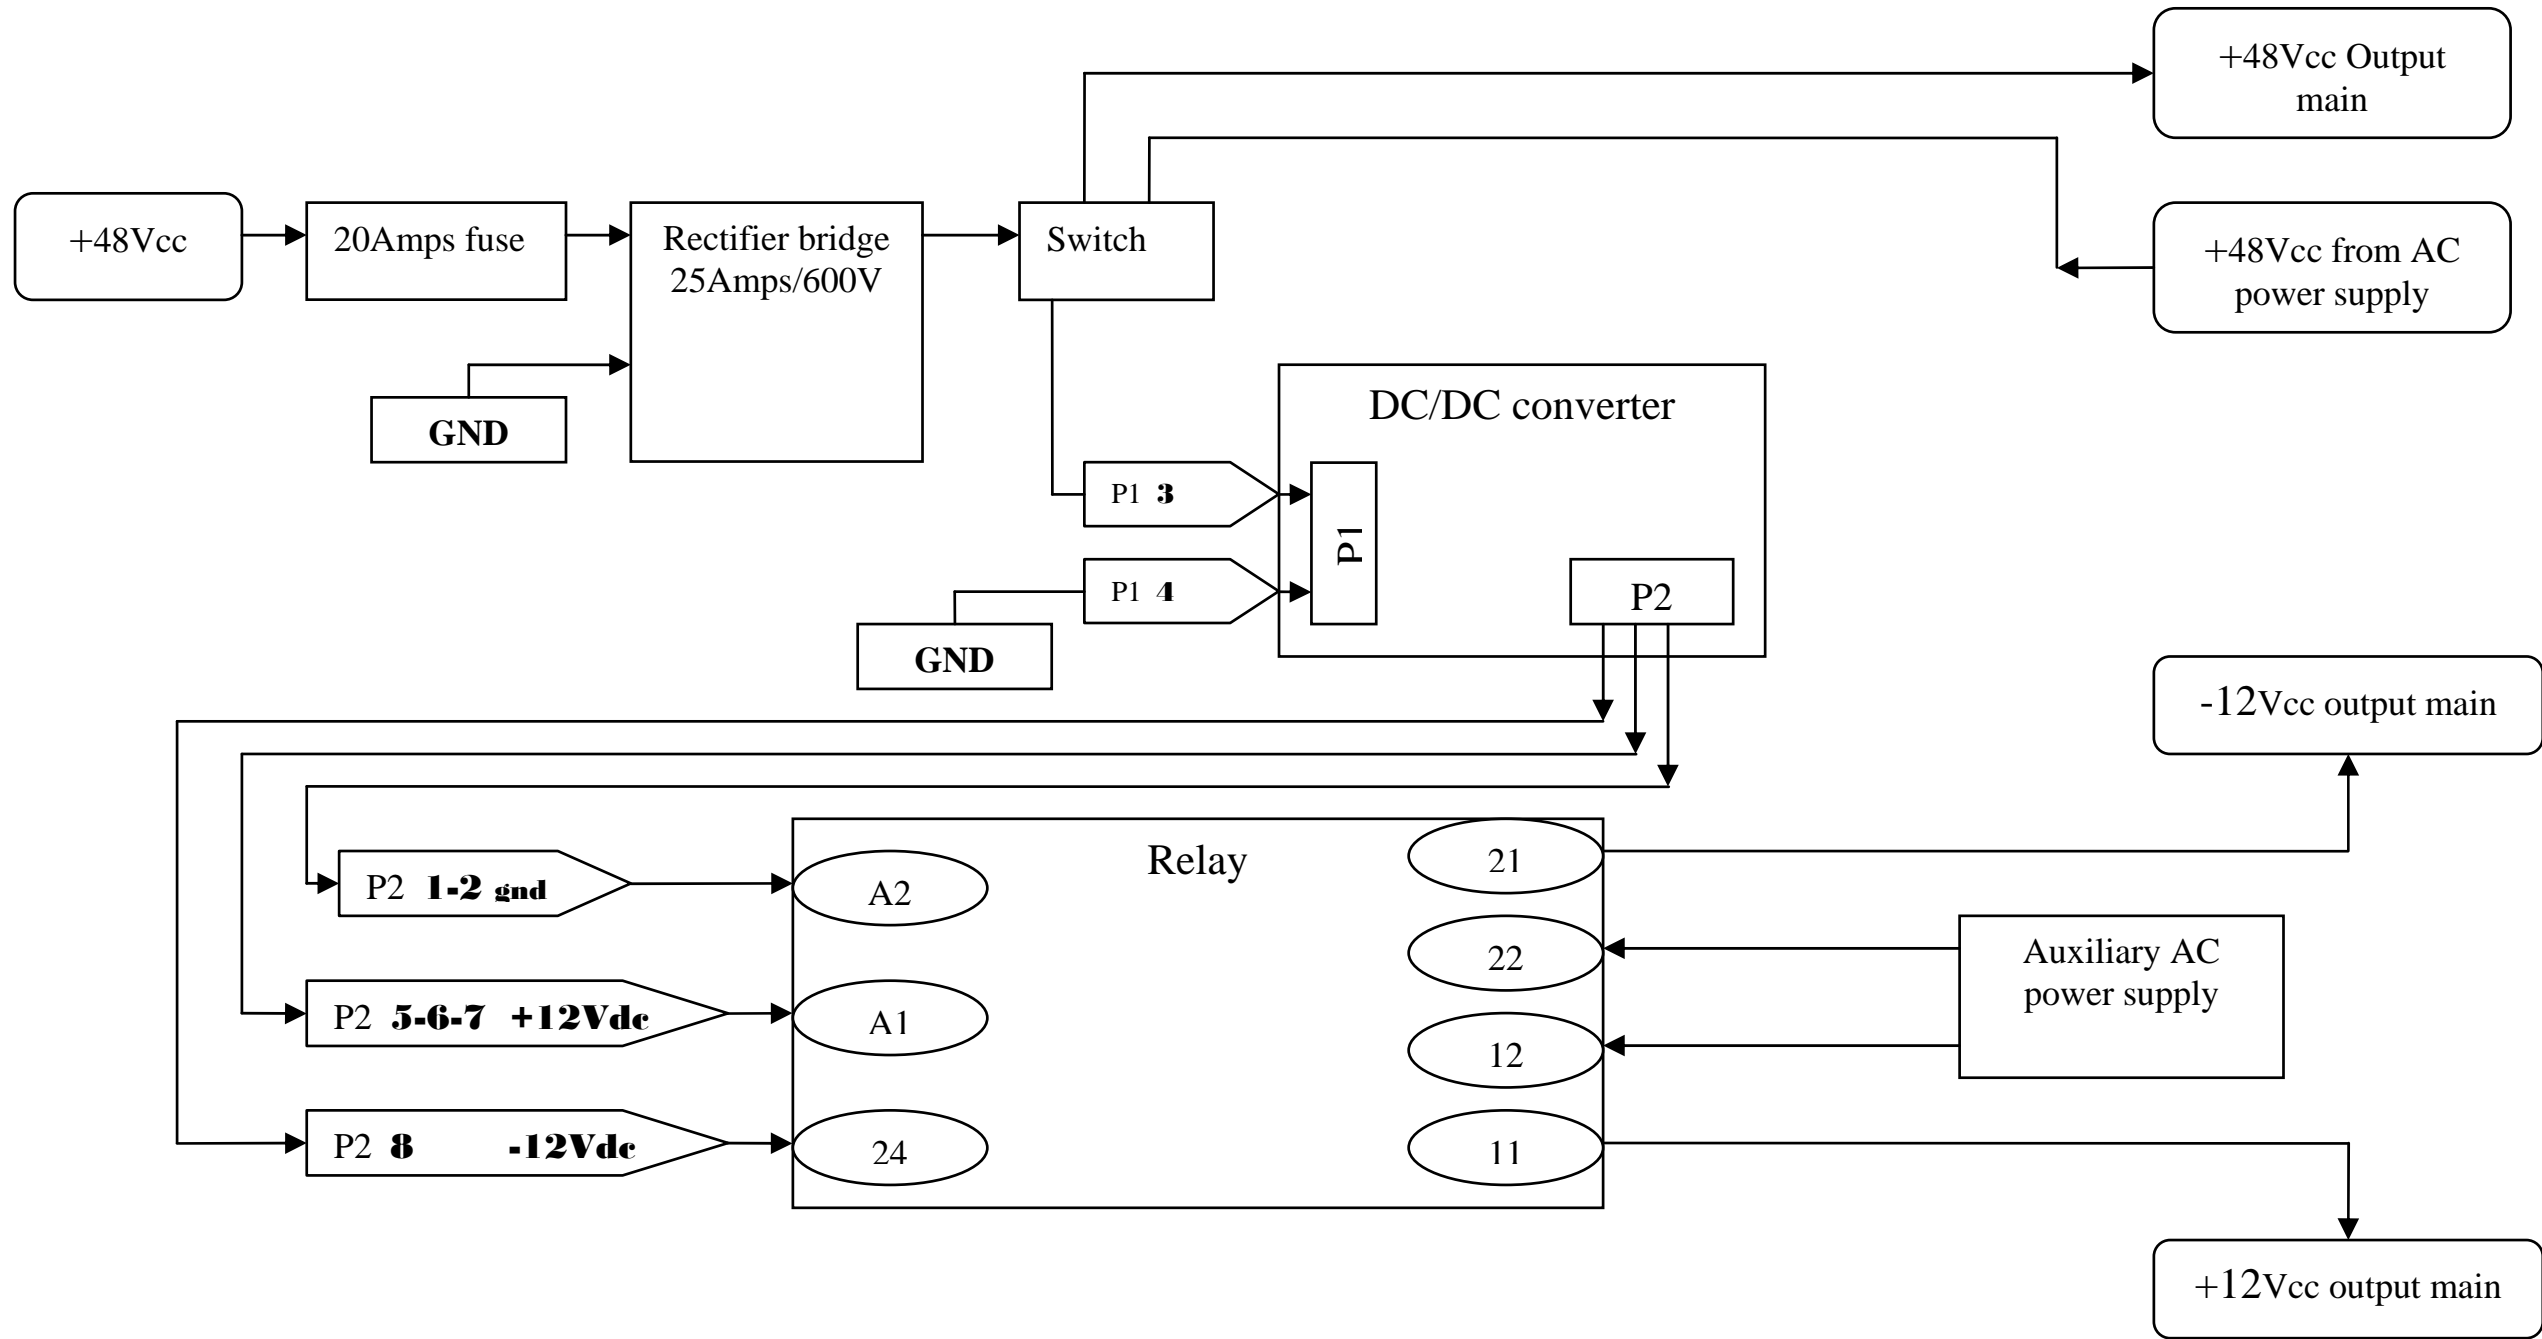 +48Vcc Output
main
+48Vcc
20Amps fuse
Rectifier bridge
25Amps/600V
Switch
+48Vcc from AC
power supply
GND
DC/DC converter
P1 3
P1
P1 4
P2
GND
-12Vcc output main
Relay
21
P2 1-2 gnd
A2
22
Auxiliary AC
power supply
P2 5-6-7 +12Vdc
A1
12
P2 8 -12Vdc
24
11
+12Vcc output main